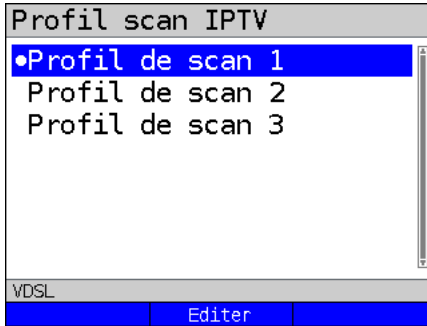 Profil scan IPTV
•Profil de scan 1
Profil de scan 2
Profil de scan 3
VDSL
Editer